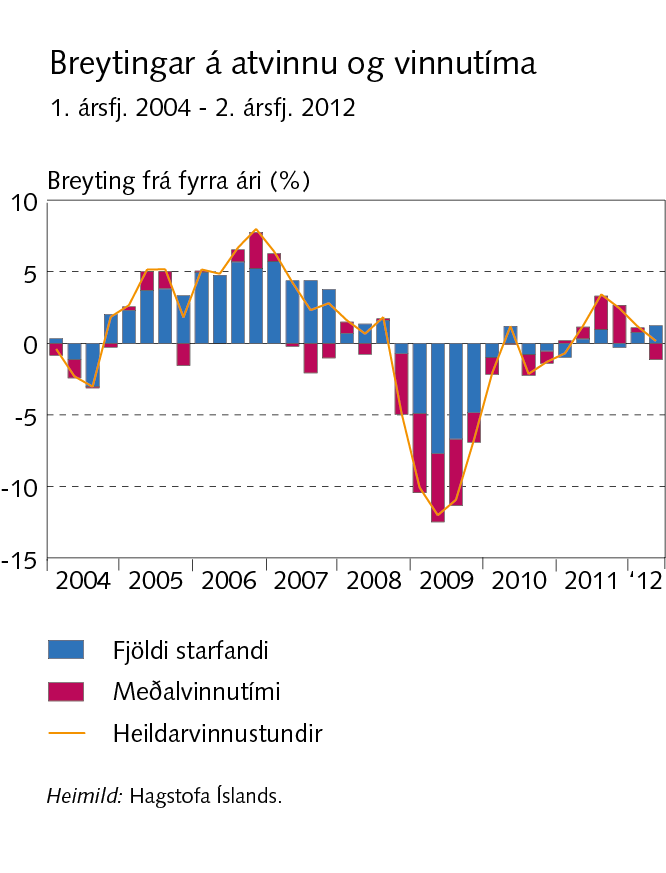 Breytingar á atvinnu og vinnutíma
1. ársfj. 2004 - 2. ársfj. 2012
Breyting frá fyrra ári (%)
10
5
0
-5
-10
-15
2004 2005 2006 2007 2008 2009 2010 2011 '12
Fjöldi starfandi
Meðalvinnutími
Heildarvinnustundir
Heimild: Hagstofa Íslands.